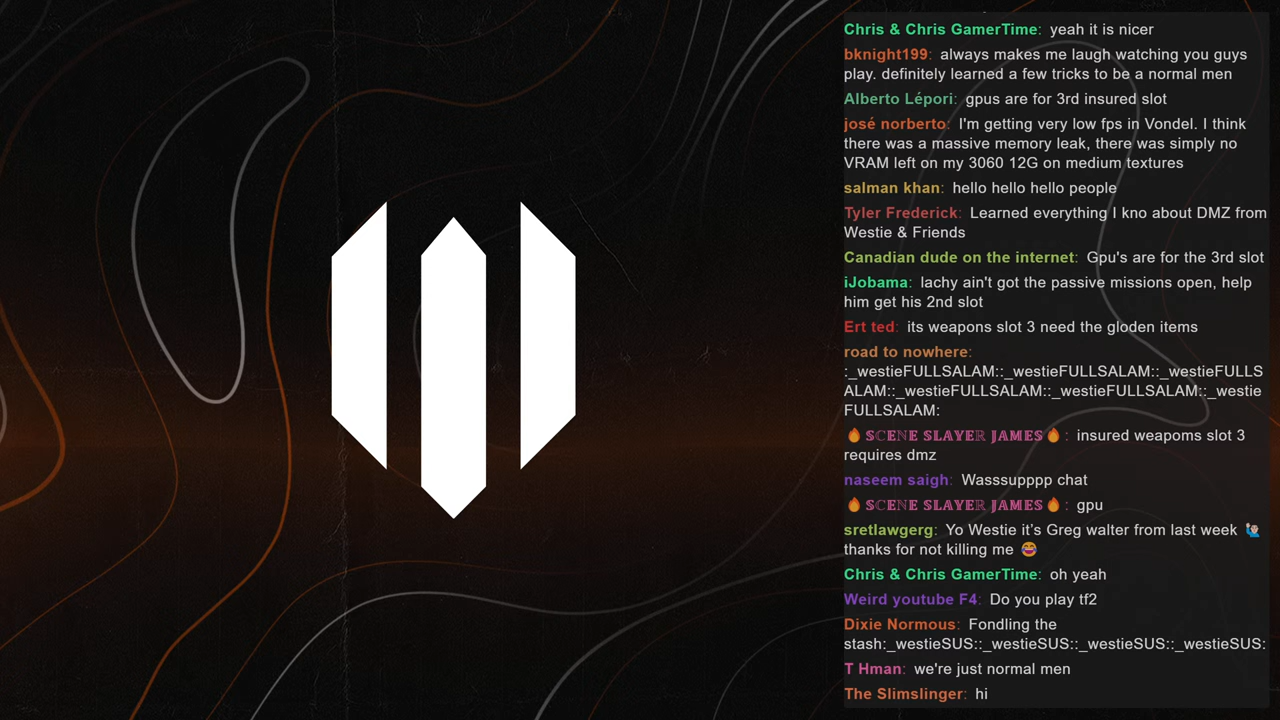 Chris & Chris GamerTime: yeah it is nicer
bknight199: always makes me laugh watching you guys
play. definitely learned a few tricks to be a normal men
Alberto Lépori: gpus are for 3rd insured slot
josé norberto: I'm getting very low fps in Vondel. I think
there was a massive memory leak, there was simply no
VRAM left on my 3060 12G on medium textures
salman khan: hello hello hello people
Tyler Frederick: Learned everything I kno about DMZ from
Westie & Friends
Canadian dude on the internet: Gpu's are for the 3rd slot
iJobama: lachy ain't got the passive missions open, help
him get his 2nd slot
Ert ted: its weapons slot 3 need the gloden items
road to nowhere:
:_westieFULLSALAM::_westieFULLSALAM::_westieFULLS
ALAM::_westieFULLSALAM::_westieFULLSALAM::_westie
FULLSALAM:
🔥 𝕊ℂ𝔼ℕ𝔼 𝕊𝕃𝔸𝕐𝔼ℝ 𝕁𝔸𝕄𝔼𝕊🔥: insured weapoms slot 3
requires dmz
naseem saigh: Wasssupppp chat
🔥 𝕊ℂ𝔼ℕ𝔼 𝕊𝕃𝔸𝕐𝔼ℝ 𝕁𝔸𝕄𝔼𝕊🔥: gpu
sretlawgerg: Yo Westie it's Greg walter from last week 🙋🏻‍♂️
thanks for not killing me 😂
Chris & Chris GamerTime: oh yeah
Weird youtube F4: Do you play tf2
Dixie Normous: Fondling the
stash:_westieSUS::_westieSUS::_westieSUS::_westieSUS:
T Hman: we're just normal men
The Slimslinger: hi